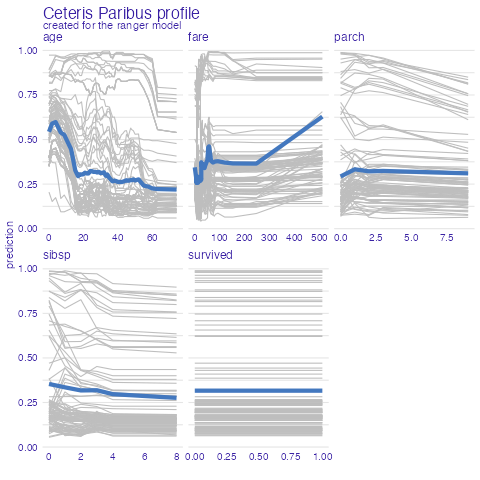 Ceteris Paribus profile
created for the ranger model
age fare parch
1.00
0.75
0.50
0.25
0.00
0 20 40 60 0 100 200 300 400 500 0.0 2.5 5.0 7.5
prediction
sibsp survived
1.00
0.75
0.50
0.25
0.00
0 2 4 6 8 0.00 0.25 0.50 0.75 1.00